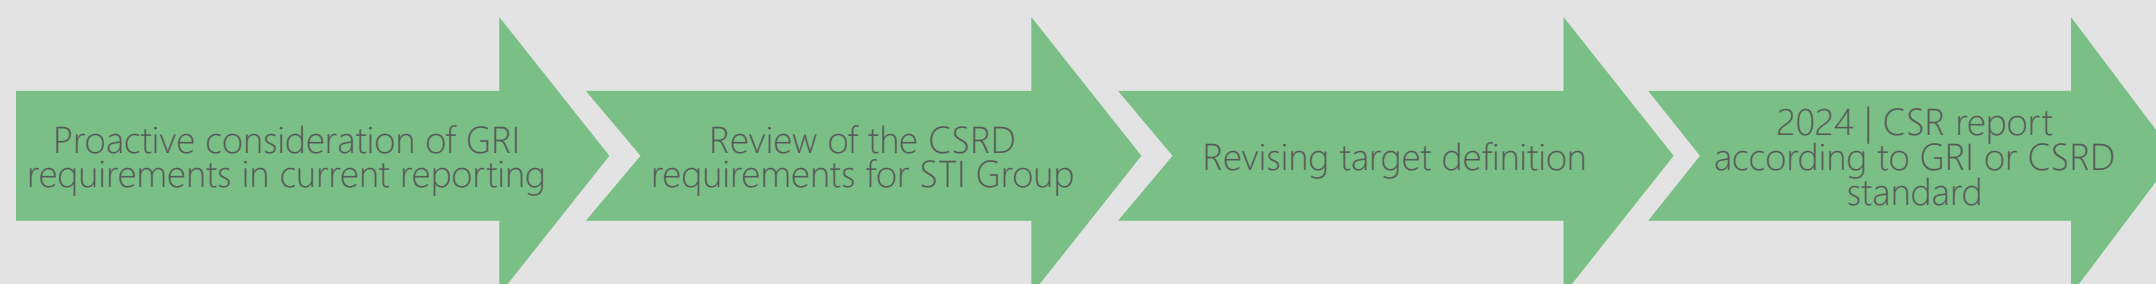 Proactive consideration of GRI
requirements in current reporting
Review of the CSRD
requirements for STI Group
Revising target definition
2024 | CSR report
according to GRI or CSRD
standard